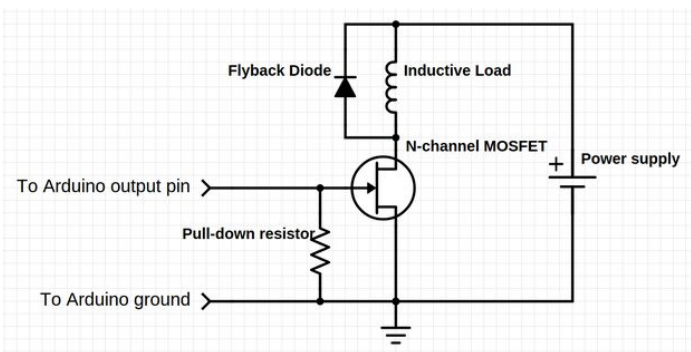 Flyback Diode
Inductive Load
N-channel MOSFET
+
Power supply
To Arduino output pin
Pull-down resistor
To Arduino ground